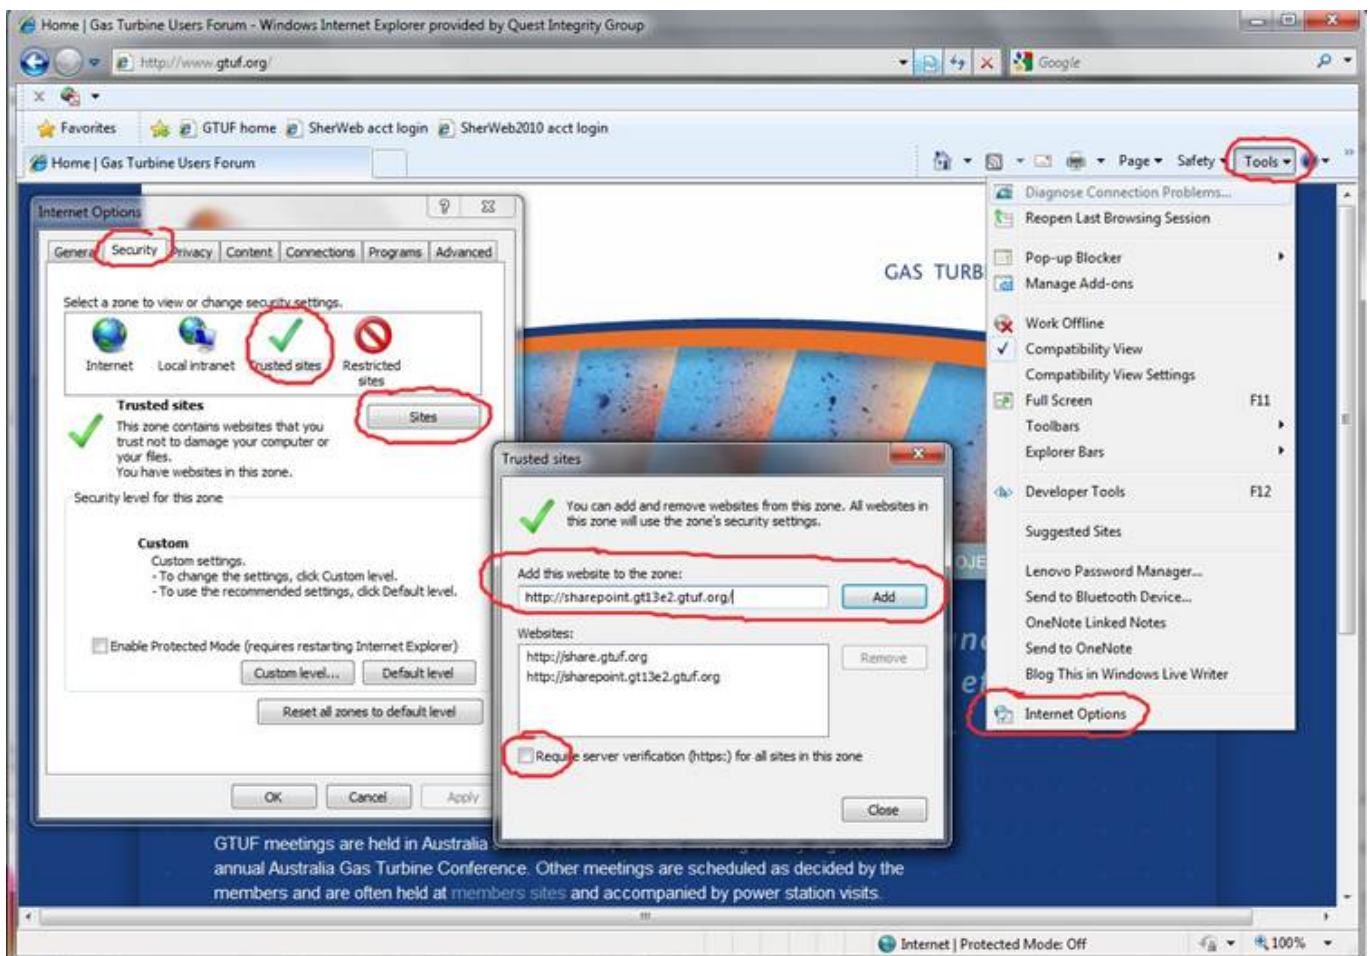 Home | Gas Turbine Users Forum - Windows Internet Explorer provided by Quest Integrity Group
http://www.gtuf.org/
Google
x
Favorites GTUF home SherWeb acct login SherWeb2010 acct login
Home | Gas Turbine Users Forum
Page Safety Tools
Internet Options
General Security Privacy Content Connections Programs Advanced
Select a zone to view or change security settings.
Internet Local intranet Trusted sites Restricted
sites
Sites
Trusted sites
This zone contains websites that you
trust not to damage your computer or
your files.
You have websites in this zone.
Security level for this zone
Custom
Custom settings.
- To change the settings, click Custom level.
- To use the recommended settings, click Default level.
Enable Protected Mode (requires restarting Internet Explorer)
Custom level... Default level
Reset all zones to default level
OK Cancel Apply
GAS TURB
Trusted sites
You can add and remove websites from this zone. All websites in
this zone will use the zone's security settings.
Add this website to the zone:
http://sharepoint.gt13e2.gtuf.org/
Add
Websites:
http://share.gtuf.org
http://sharepoint.gt13e2.gtuf.org
Remove
Require server verification (https:) for all sites in this zone
Close
Diagnose Connection Problems...
Reopen Last Browsing Session
Pop-up Blocker
Manage Add-ons
Work Offline
Compatibility View
Compatibility View Settings
Full Screen F11
Toolbars
Explorer Bars
Developer Tools F12
Suggested Sites
Lenovo Password Manager...
Send to Bluetooth Device...
OneNote Linked Notes
Send to OneNote
Blog This in Windows Live Writer
Internet Options
GTUF meetings are held in Australia
annual Australia Gas Turbine Conference. Other meetings are scheduled as decided by the
members and are often held at members sites and accompanied by power station visits.
Internet | Protected Mode: Off 100%